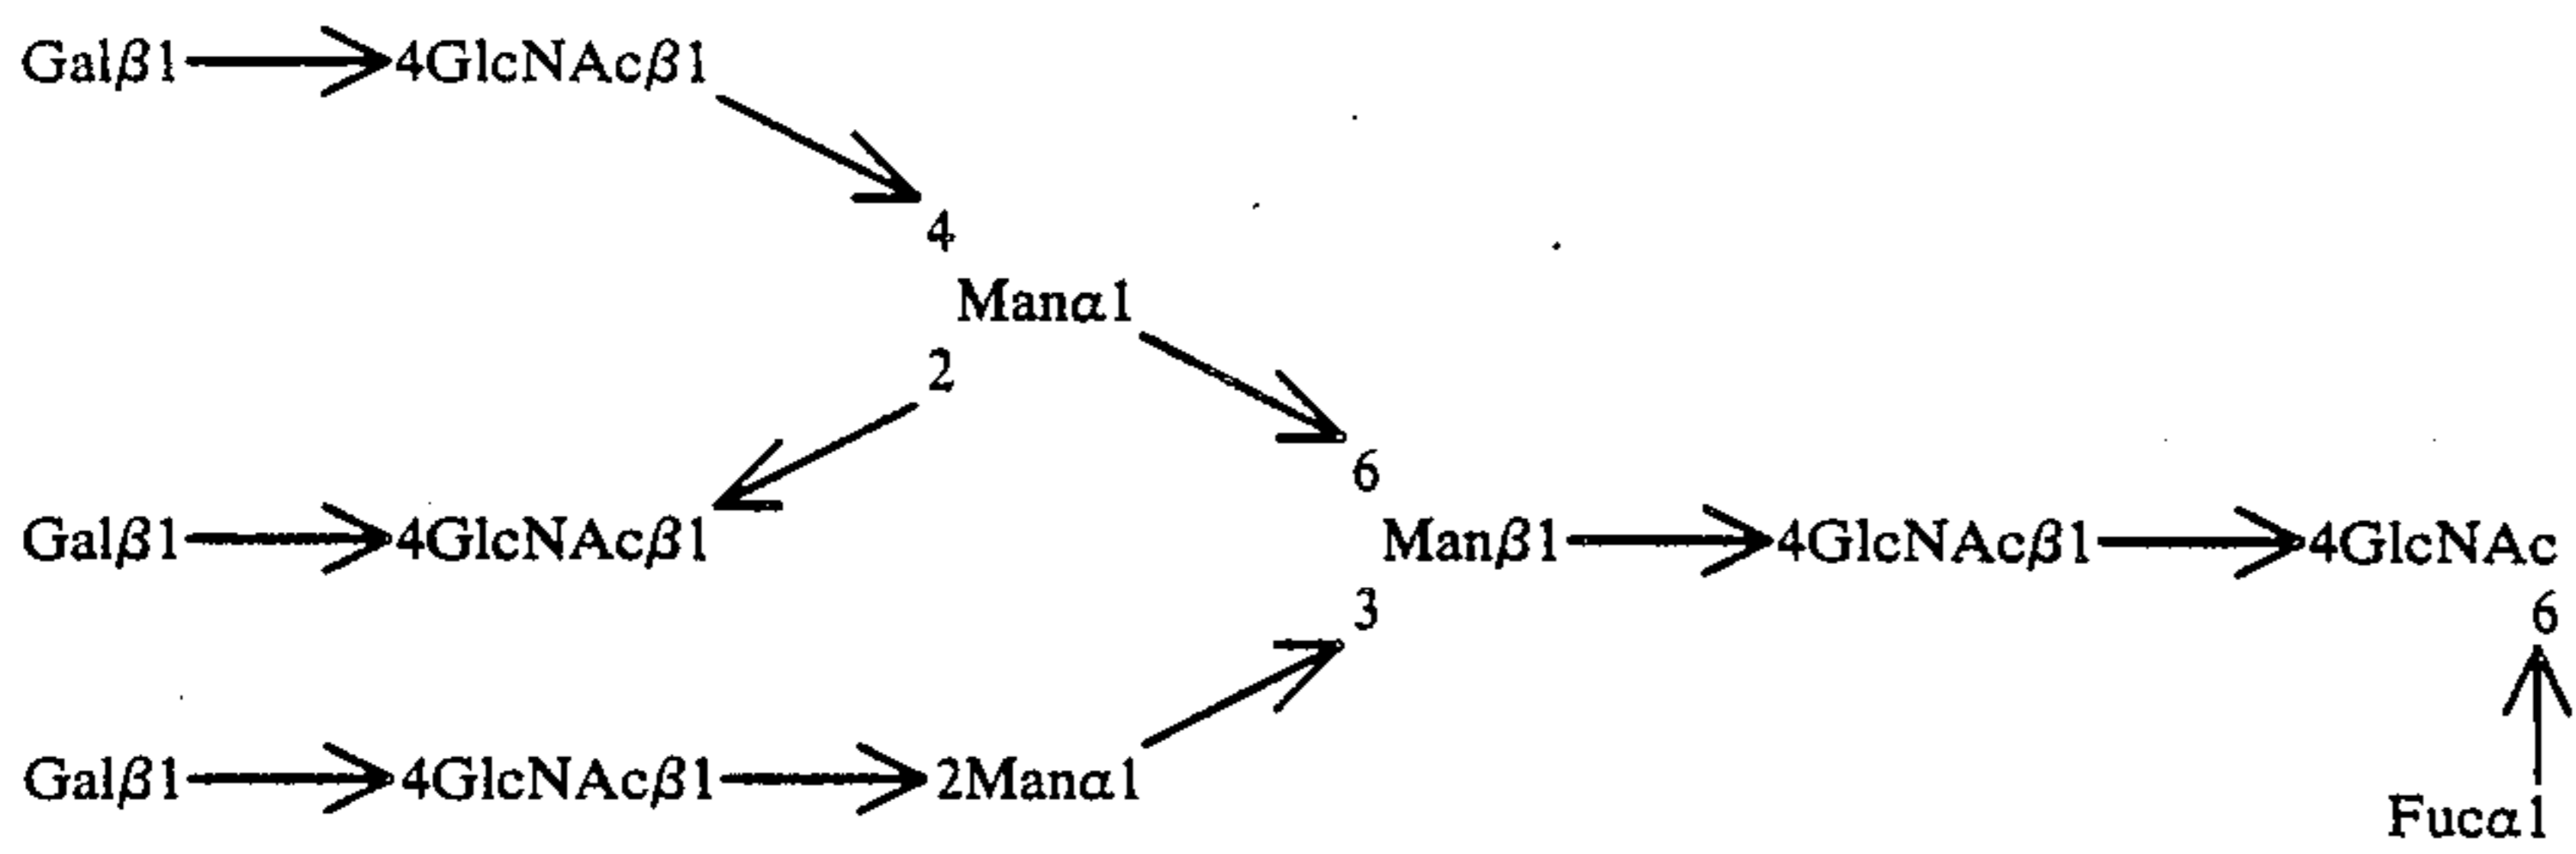 Galβ1 4GlcNAcβ1
4
Manα1
2
6
Galβ1 4GlcNAcβ1 Manβ1 4GlcNAcβ1 4GlcNAc
3 6
Galβ1 4GlcNAcβ1 2Manα1
Fucα1